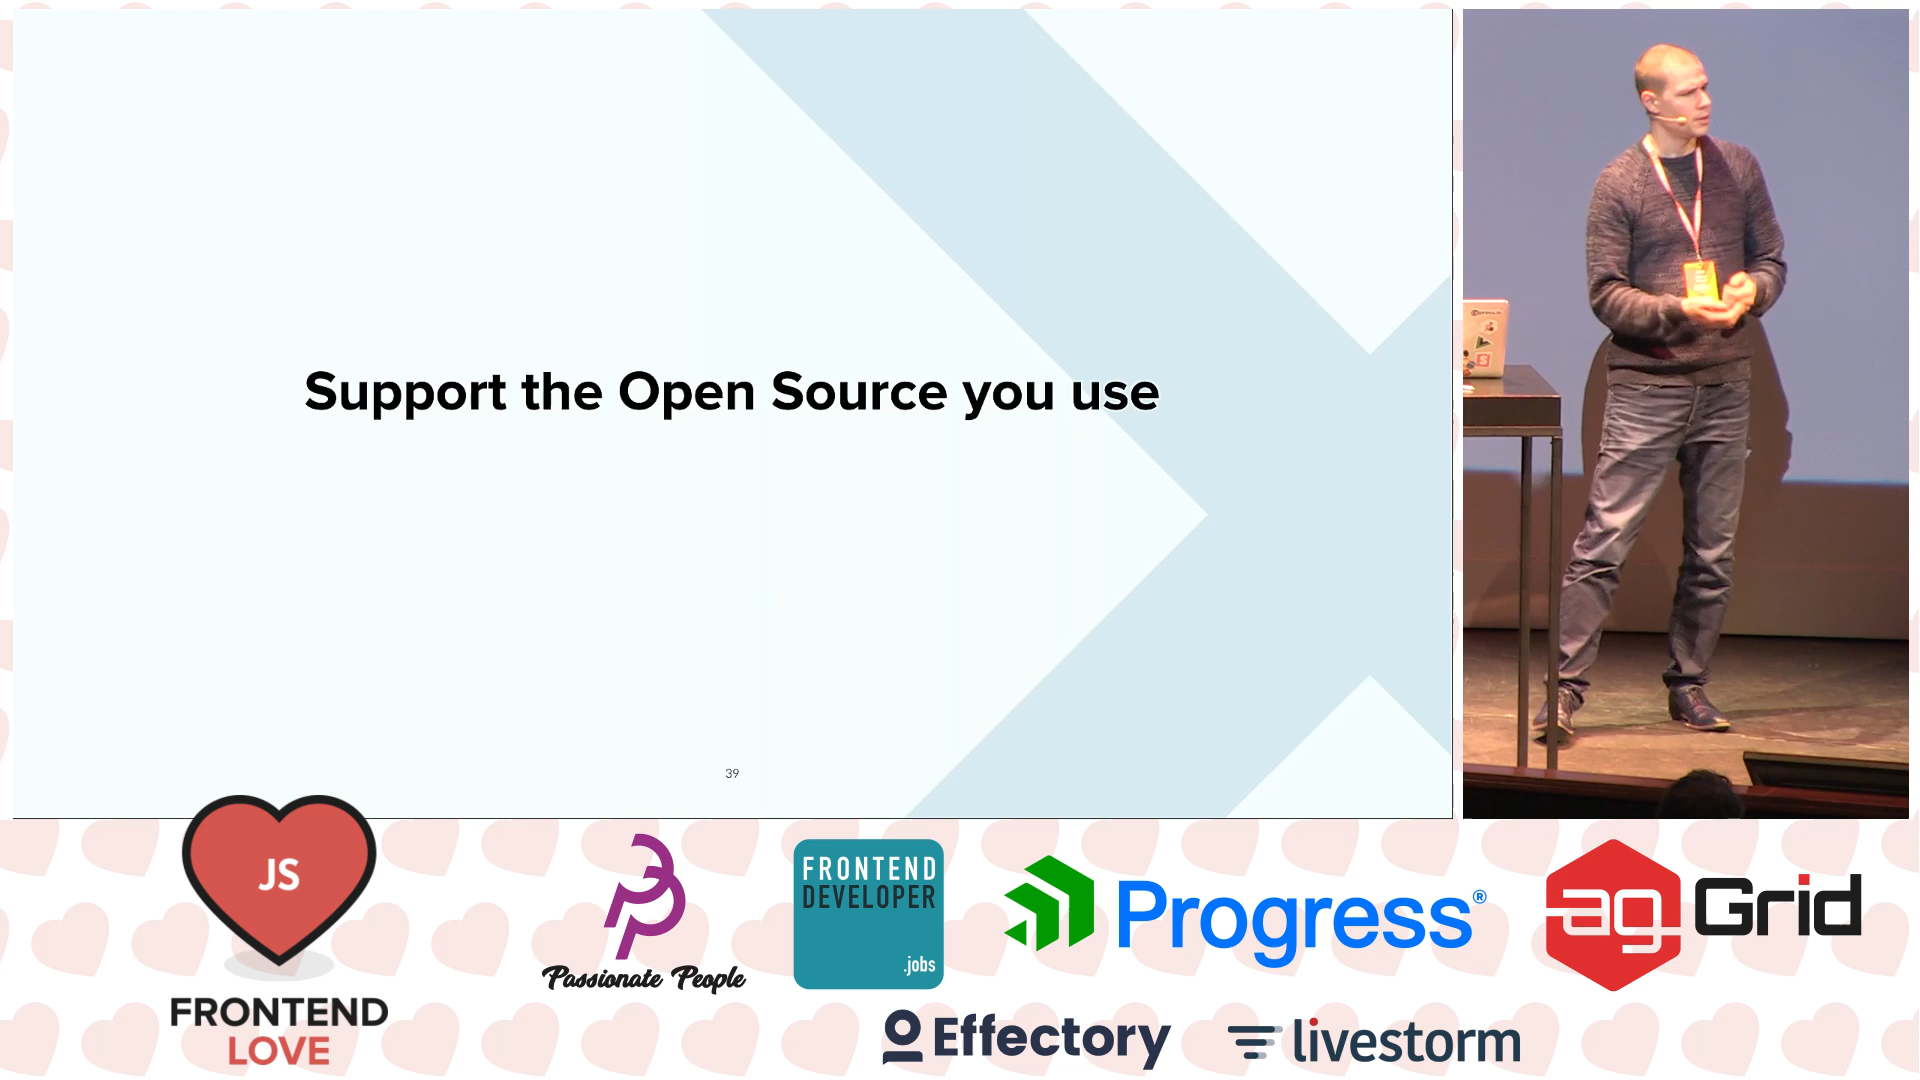 Support the Open Source you use
39
JS
FRONTEND
LOVE
Passionate People
FRONTEND
DEVELOPER
.jobs
Progress®
ag Grid
Effectory
livestorm